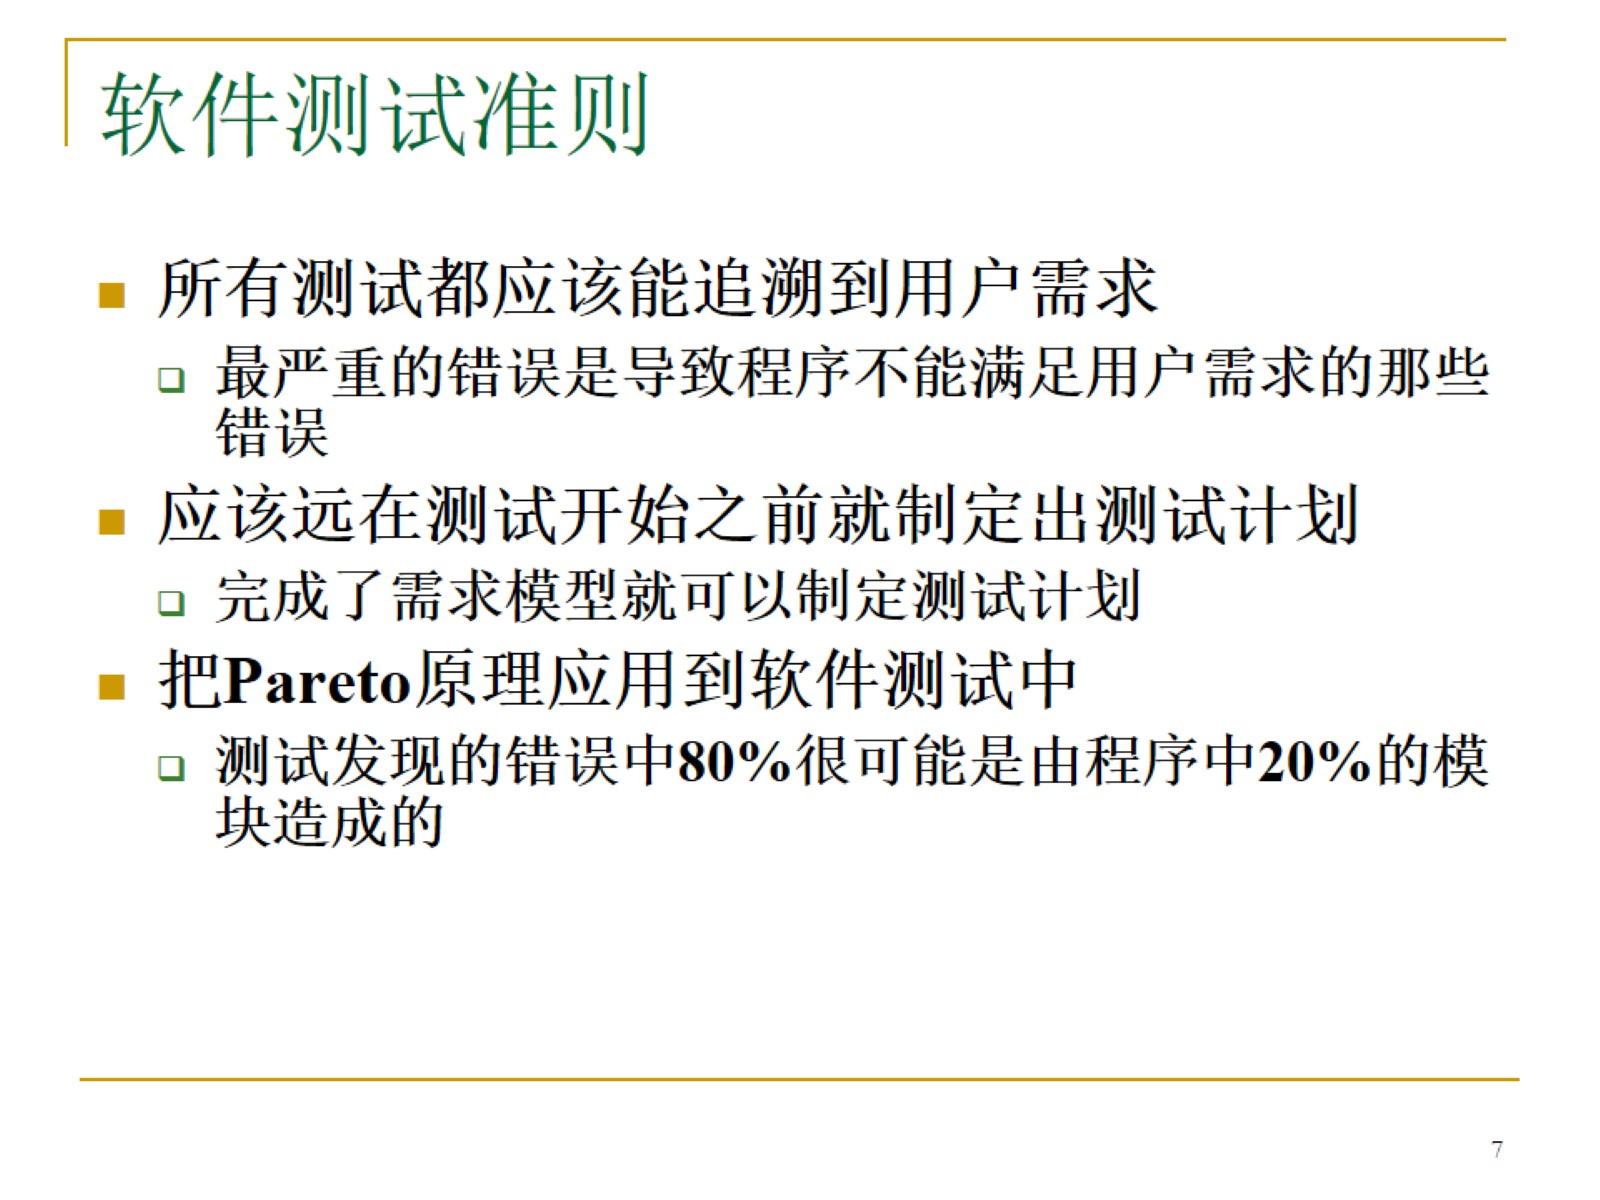 软件测试准则
所有测试都应该能追溯到用户需求
最严重的错误是导致程序不能满足用户需求的那些
错误
应该远在测试开始之前就制定出测试计划
完成了需求模型就可以制定测试计划
把Pareto原理应用到软件测试中
测试发现的错误中80%很可能是由程序中20%的模
块造成的
7